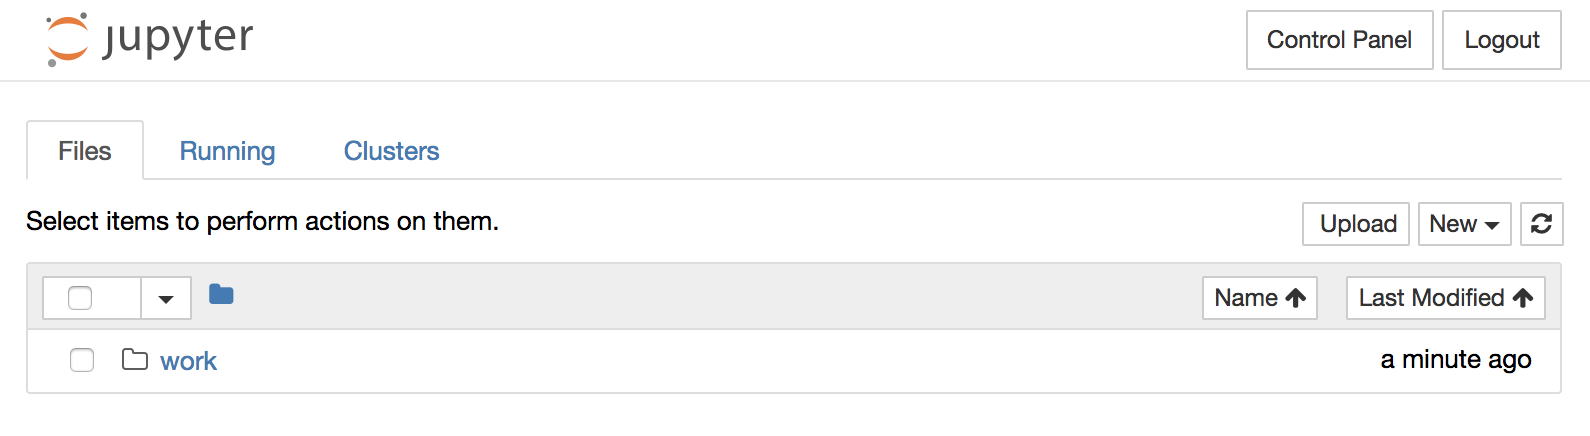 jupyter
Control Panel
Logout
Files
Running
Clusters
Select items to perform actions on them.
Upload
New
Name
Last Modified
work
a minute ago